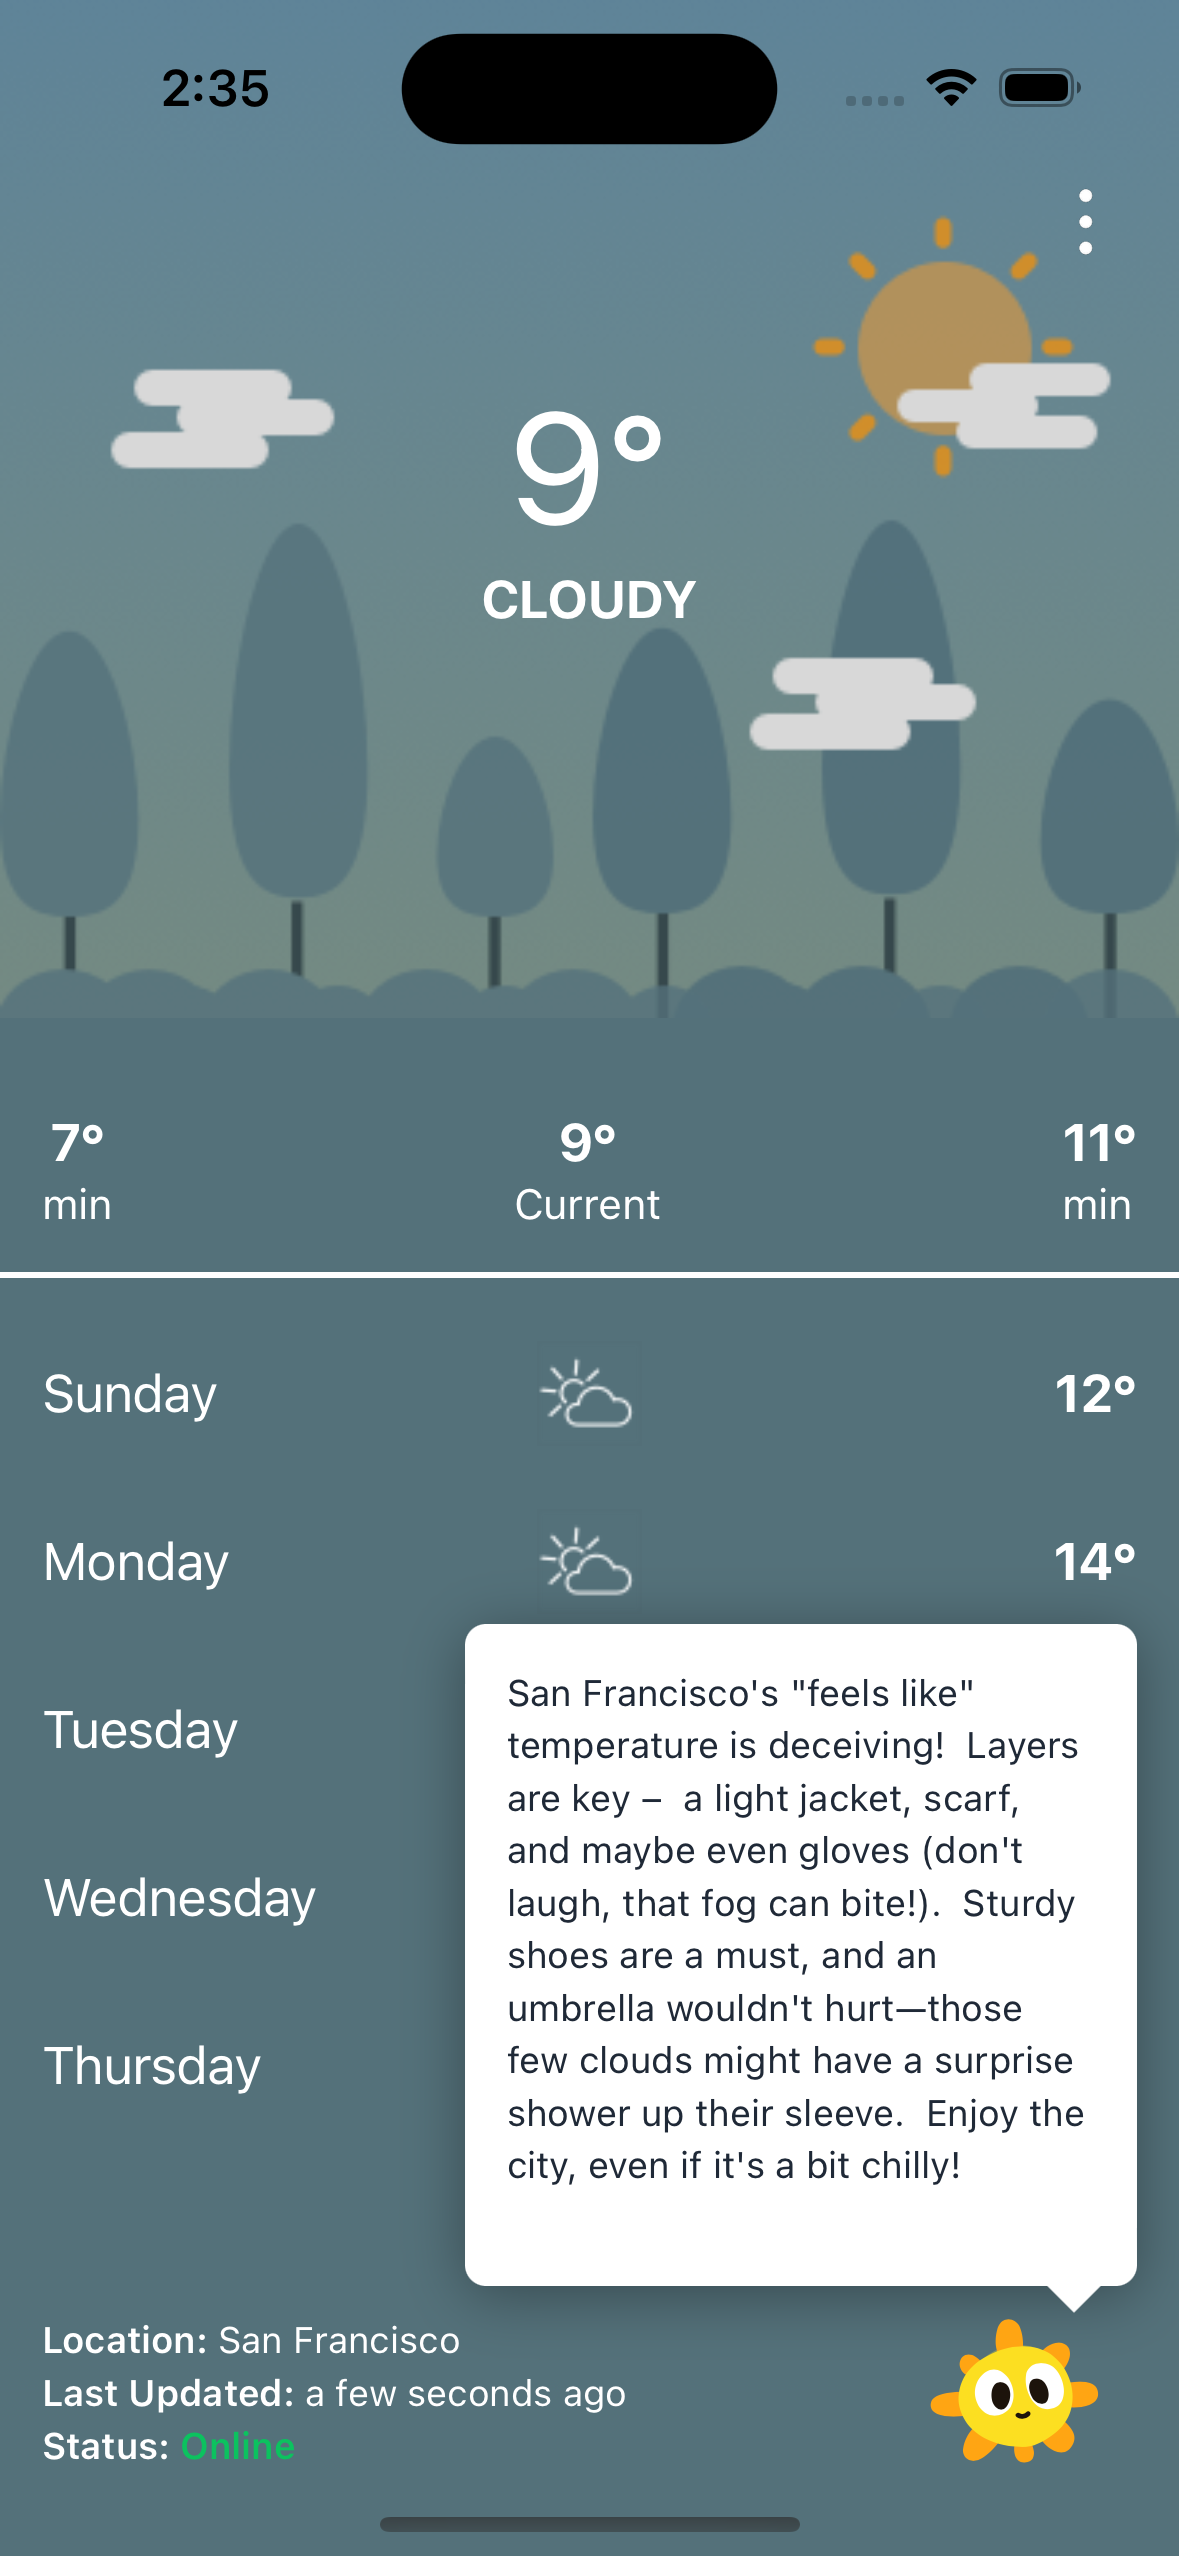 2:35
9°
CLOUDY
7° 9° 11°
min Current min
Sunday 12°
Monday 14°
Tuesday
Wednesday
Thursday
San Francisco's "feels like"
temperature is deceiving!  Layers
are key –  a light jacket, scarf,
and maybe even gloves (don't
laugh, that fog can bite!).  Sturdy
shoes are a must, and an
umbrella wouldn't hurt—those
few clouds might have a surprise
shower up their sleeve.  Enjoy the
city, even if it's a bit chilly!
Location: San Francisco
Last Updated: a few seconds ago
Status: Online